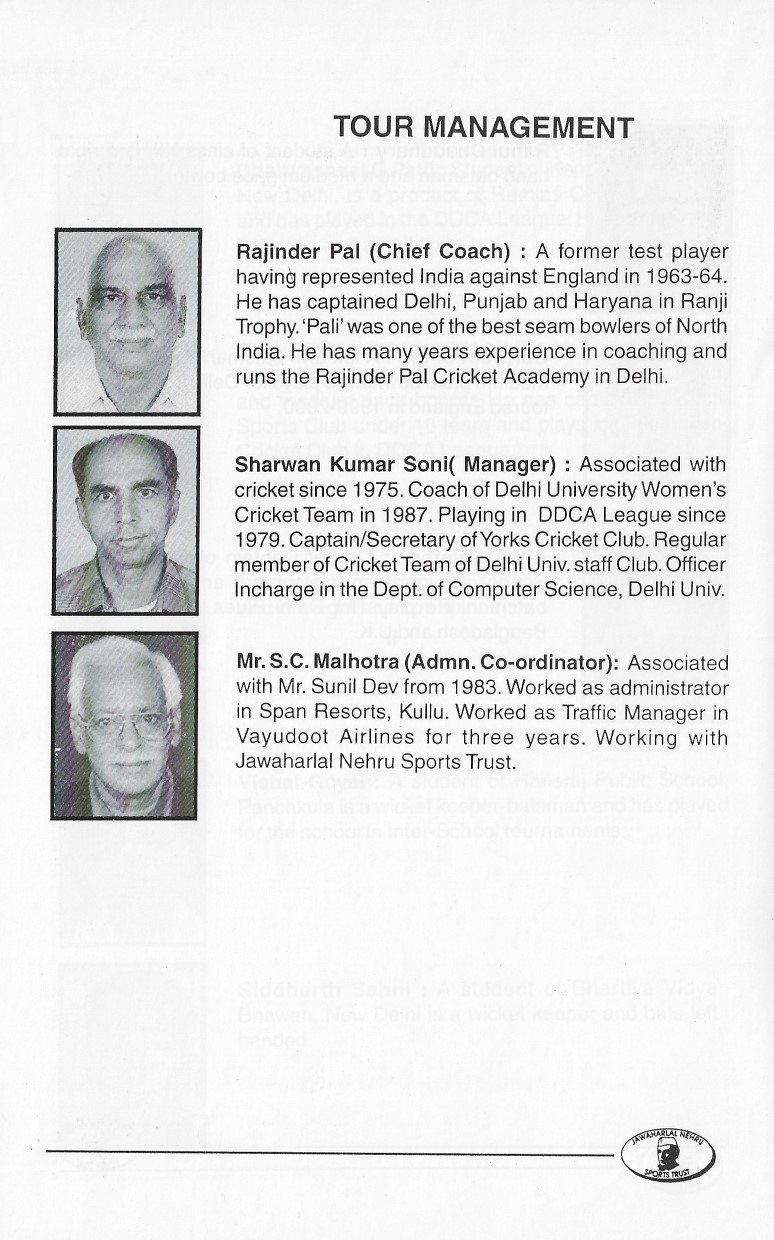 TOUR MANAGEMENT
Rajinder Pal (Chief Coach) : A former test player
having represented India against England in 1963-64.
He has captained Delhi, Punjab and Haryana in Ranji
Trophy. ‘Pali’ was one of the best seam bowlers of North
India. He has many years experience in coaching and
runs the Rajinder Pal Cricket Academy in Delhi.
Sharwan Kumar Soni( Manager) : Associated with
cricket since 1975. Coach of Delhi University Women’s
Cricket Team in 1987. Playing in DDCA League since
1979. Captain/Secretary of Yorks Cricket Club. Regular
member of Cricket Team of Delhi Univ. staff Club. Officer
Incharge in the Dept. of Computer Science, Delhi Univ.
Mr. S.C. Malhotra (Admn. Co-ordinator): Associated
with Mr. Sunil Dev from 1983. Worked as administrator
in Span Resorts, Kullu. Worked as Traffic Manager in
Vayudoot Airlines for three years. Working with
Jawaharlal Nehru Sports Trust.
JAWAHARLAL NEHRU
SPORTS TRUST